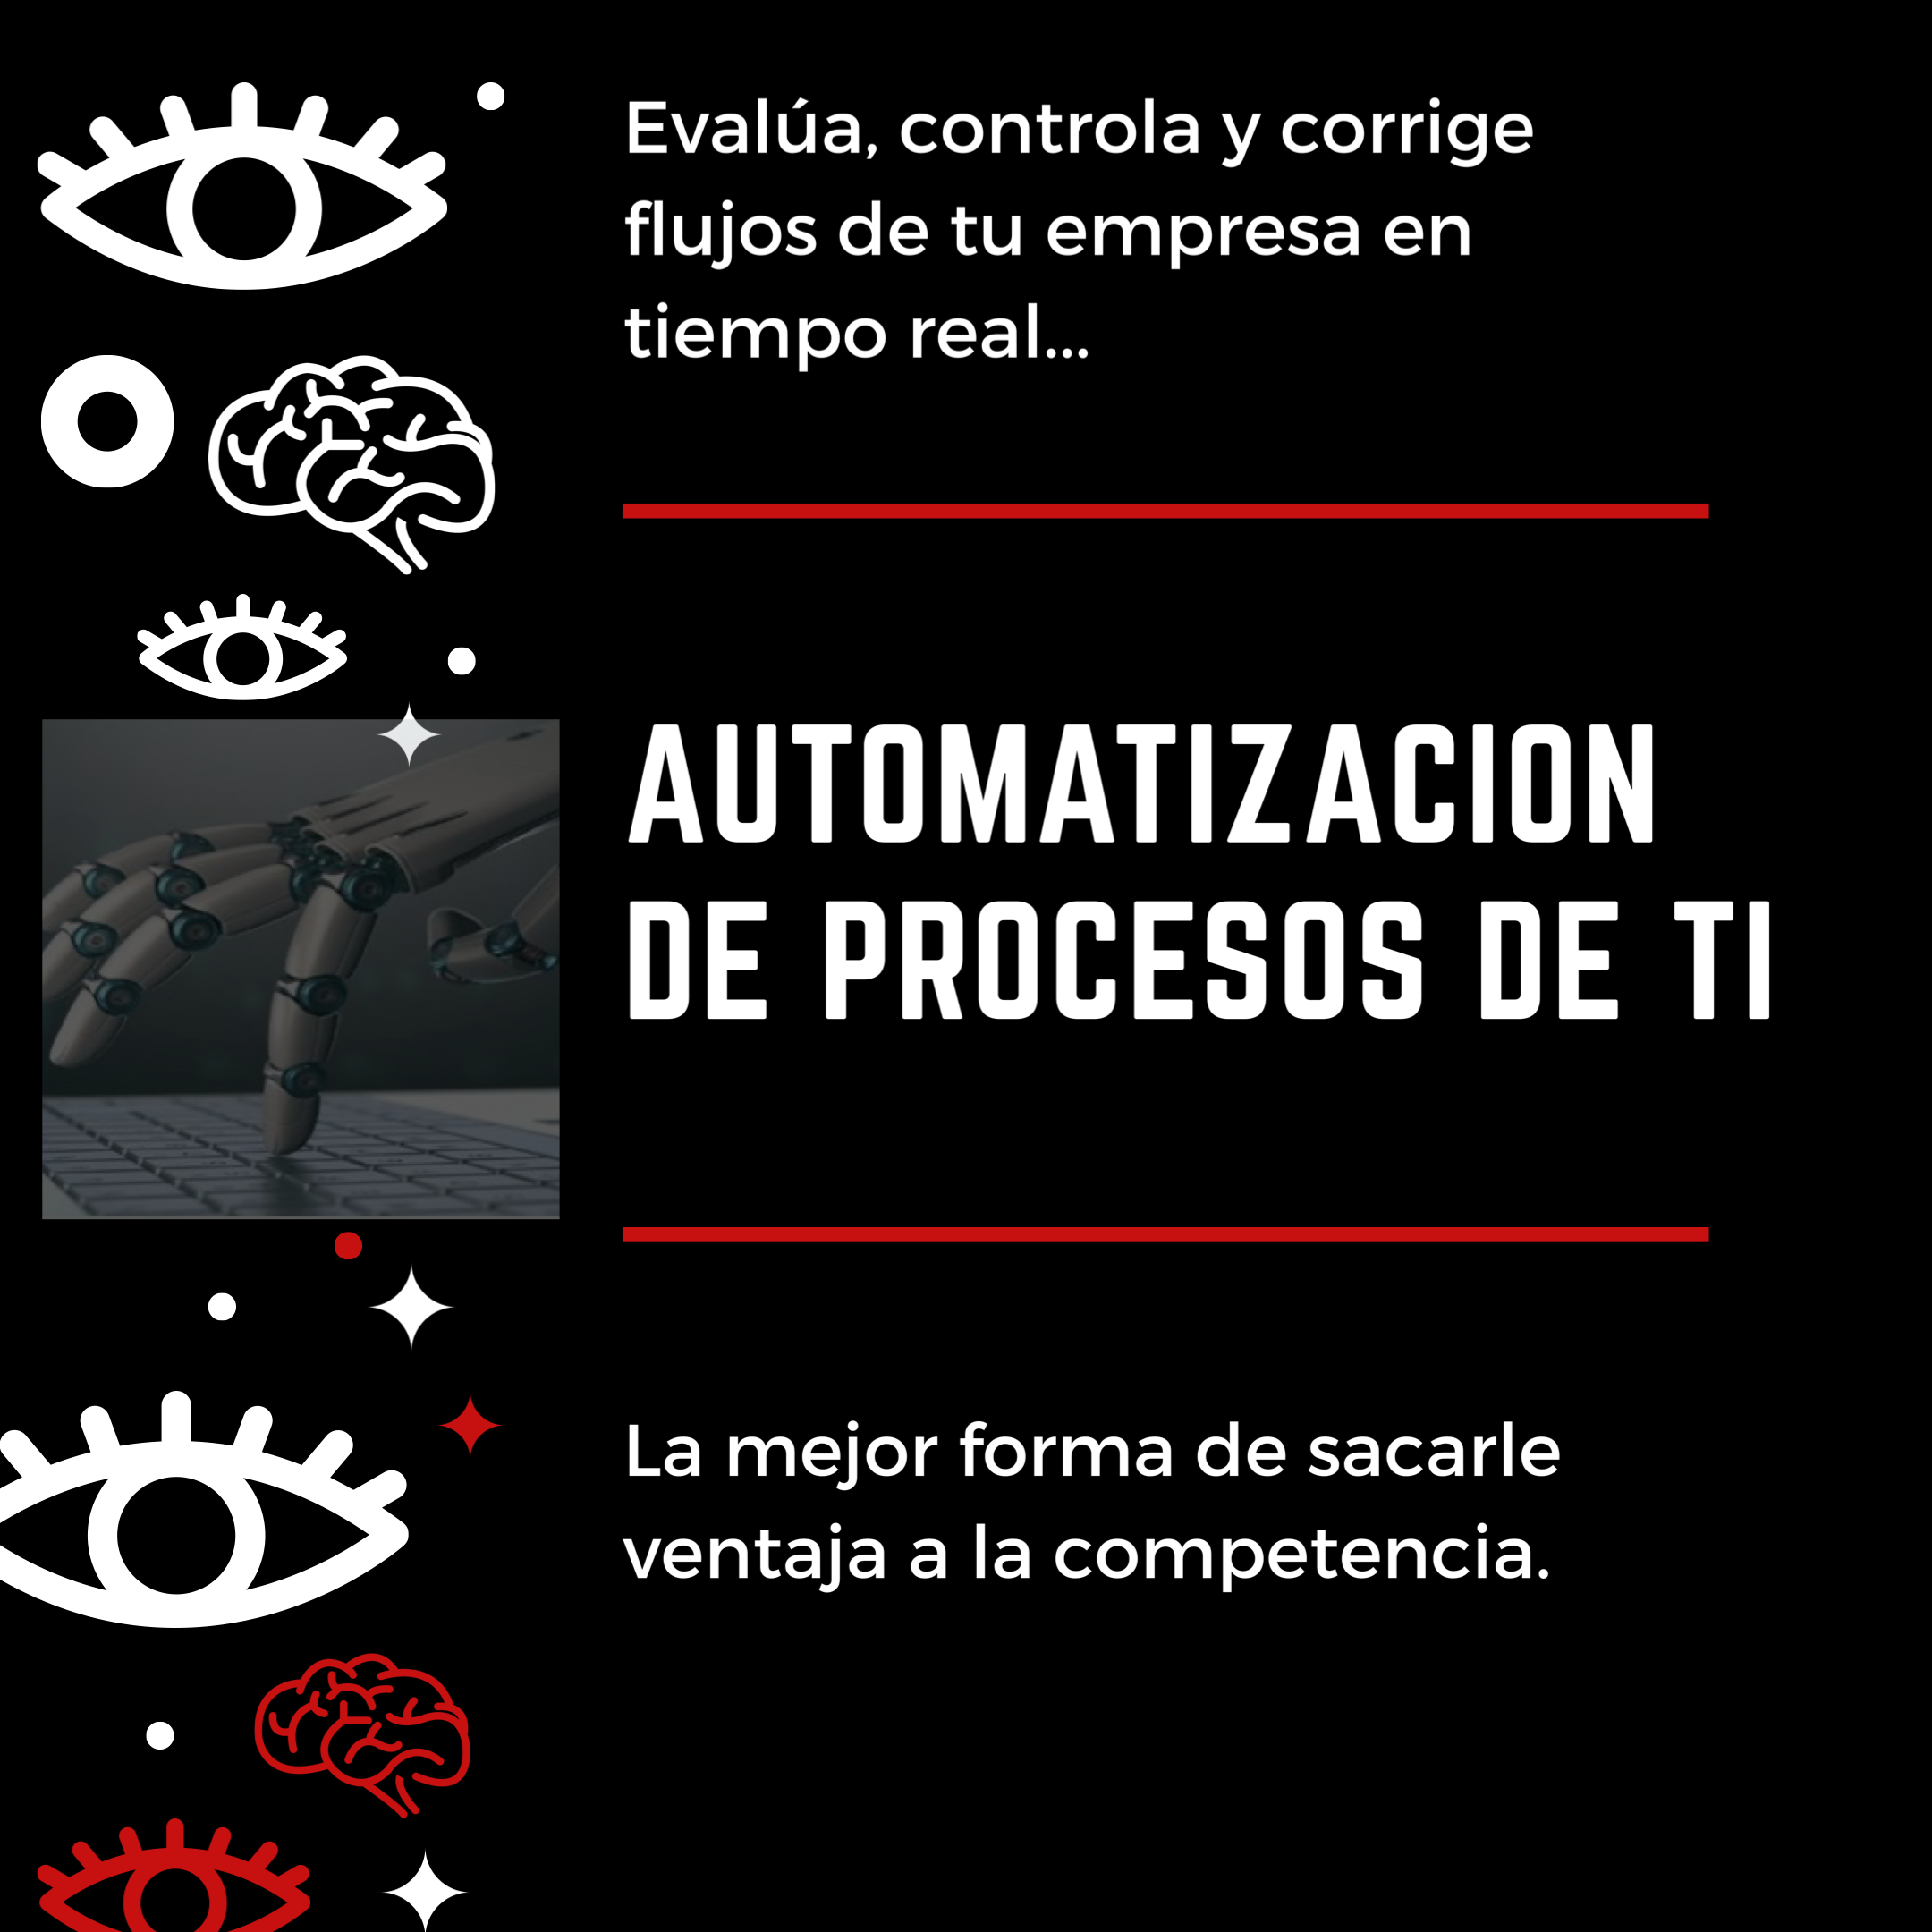 Evalúa, controla y corrige
flujos de tu empresa en
tiempo real...
AUTOMATIZACION
DE PROCESOS DE TI
La mejor forma de sacarle
ventaja a la competencia.